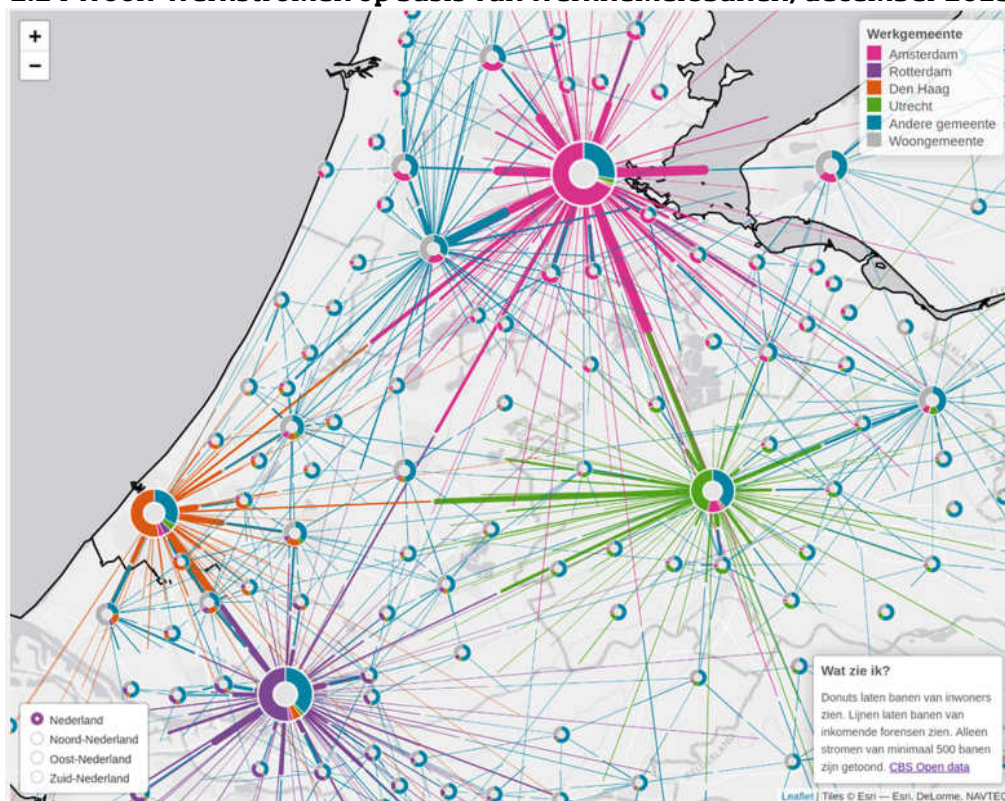 +
−
Werkgemeente
Amsterdam
Rotterdam
Den Haag
Utrecht
Andere gemeente
Woongemeente
Nederland
Noord-Nederland
Oost-Nederland
Zuid-Nederland
Wat zie ik?
Donuts laten banen van inwoners
zien. Lijnen laten banen van
inkomende forensen zien. Alleen
stromen van minimaal 500 banen
zijn getoond. CBS Open data
Leaflet | Tiles © Esri — Esri, DeLorme, NAVTEQ